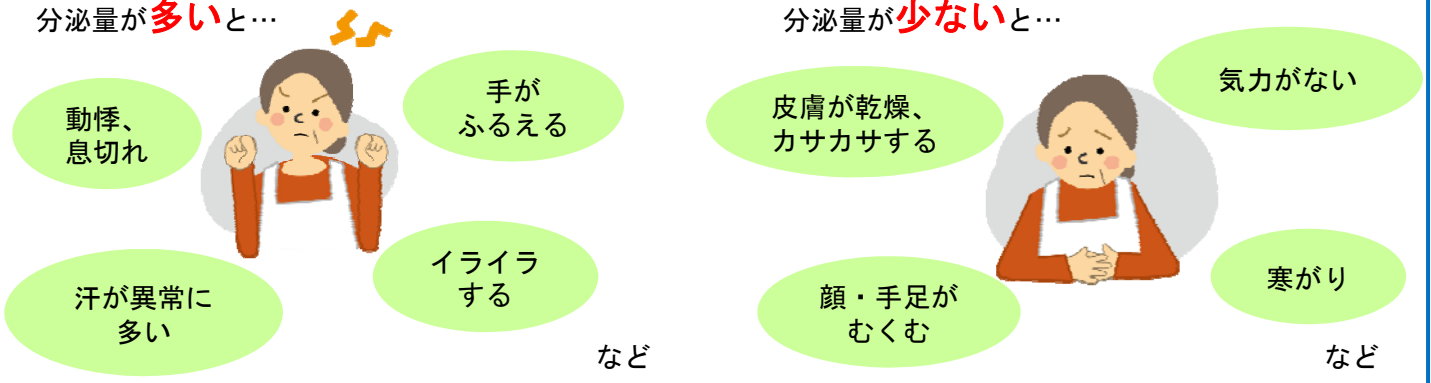 分泌量が多いと…
動悸、
息切れ
手が
ふるえる
汗が異常に
多い
イライラ
する
など
分泌量が少ないと…
皮膚が乾燥、
カサカサする
気力がない
顔・手足が
むくむ
寒がり
など